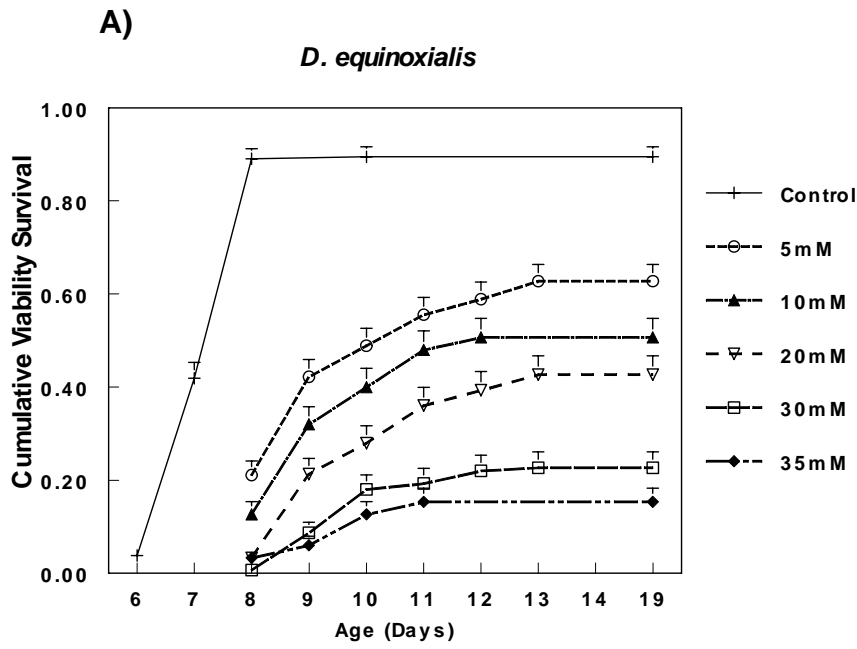 A)
D. equinoxialis
Cumulative Viability Survival
1.00
0.80
0.60
0.40
0.20
0.00
6 7 8 9 10 11 12 13 14 19
Age (Days)
Control
5mM
10mM
20mM
30mM
35mM